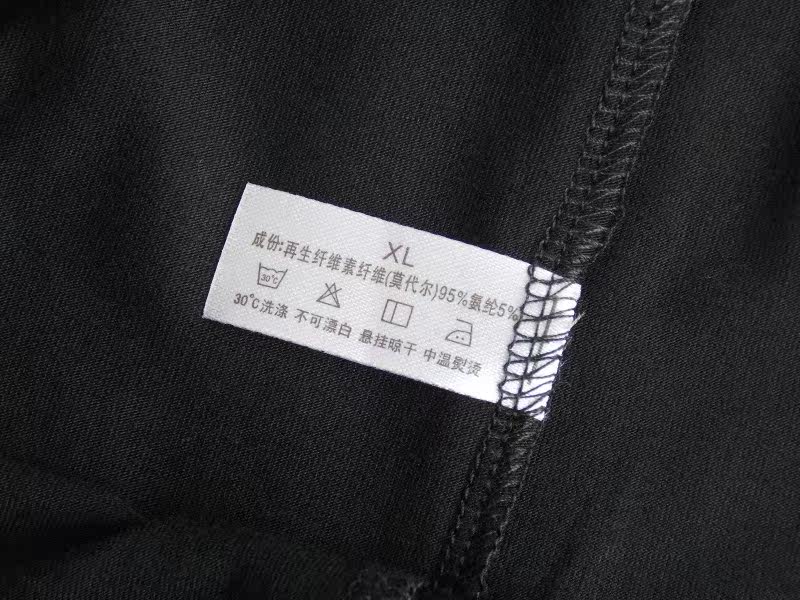 XL
成份:再生纤维素纤维(莫代尔)95%氨纶5%
30°C
30°C洗涤 不可漂白 悬挂晾干 中温熨烫